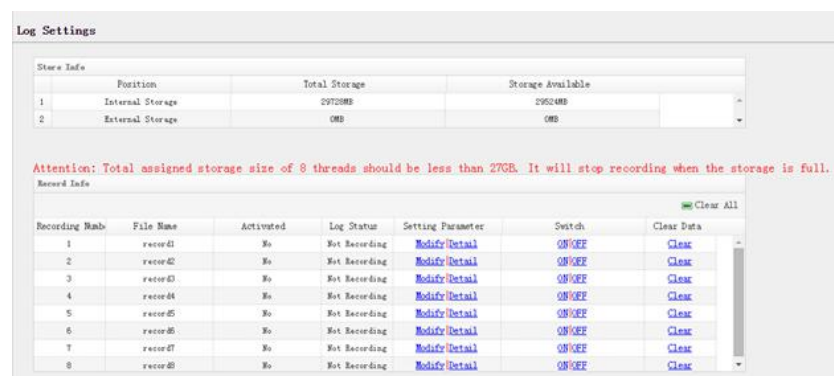 Log Settings
Store Info
Position Total Storage Storage Available
1 Internal Storage 29728MB 29524MB
2 External Storage 0MB 0MB
Attention: Total assigned storage size of 8 threads should be less than 27GB. It will stop recording when the storage is full.
Record Info
Clear All
Recording Numb File Name Activated Log Status Setting Parameter Switch Clear Data
1 record1 No Not Recording Modify|Detail ON|OFF Clear
2 record2 No Not Recording Modify|Detail ON|OFF Clear
3 record3 No Not Recording Modify|Detail ON|OFF Clear
4 record4 No Not Recording Modify|Detail ON|OFF Clear
5 record5 No Not Recording Modify|Detail ON|OFF Clear
6 record6 No Not Recording Modify|Detail ON|OFF Clear
7 record7 No Not Recording Modify|Detail ON|OFF Clear
8 record8 No Not Recording Modify|Detail ON|OFF Clear